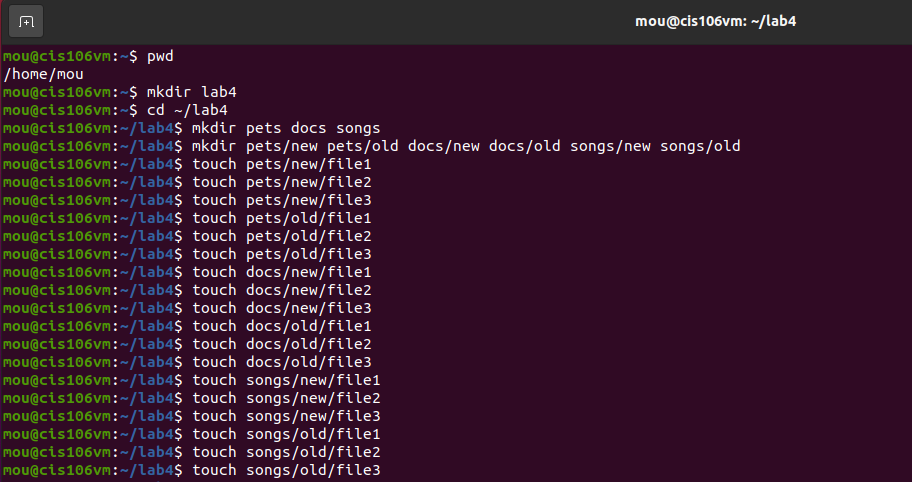 mou@cis106vm: ~/lab4
mou@cis106vm:~$ pwd
/home/mou
mou@cis106vm:~$ mkdir lab4
mou@cis106vm:~$ cd ~/lab4
mou@cis106vm:~/lab4$ mkdir pets docs songs
mou@cis106vm:~/lab4$ mkdir pets/new pets/old docs/new docs/old songs/new songs/old
mou@cis106vm:~/lab4$ touch pets/new/file1
mou@cis106vm:~/lab4$ touch pets/new/file2
mou@cis106vm:~/lab4$ touch pets/new/file3
mou@cis106vm:~/lab4$ touch pets/old/file1
mou@cis106vm:~/lab4$ touch pets/old/file2
mou@cis106vm:~/lab4$ touch pets/old/file3
mou@cis106vm:~/lab4$ touch docs/new/file1
mou@cis106vm:~/lab4$ touch docs/new/file2
mou@cis106vm:~/lab4$ touch docs/new/file3
mou@cis106vm:~/lab4$ touch docs/old/file1
mou@cis106vm:~/lab4$ touch docs/old/file2
mou@cis106vm:~/lab4$ touch docs/old/file3
mou@cis106vm:~/lab4$ touch songs/new/file1
mou@cis106vm:~/lab4$ touch songs/new/file2
mou@cis106vm:~/lab4$ touch songs/new/file3
mou@cis106vm:~/lab4$ touch songs/old/file1
mou@cis106vm:~/lab4$ touch songs/old/file2
mou@cis106vm:~/lab4$ touch songs/old/file3